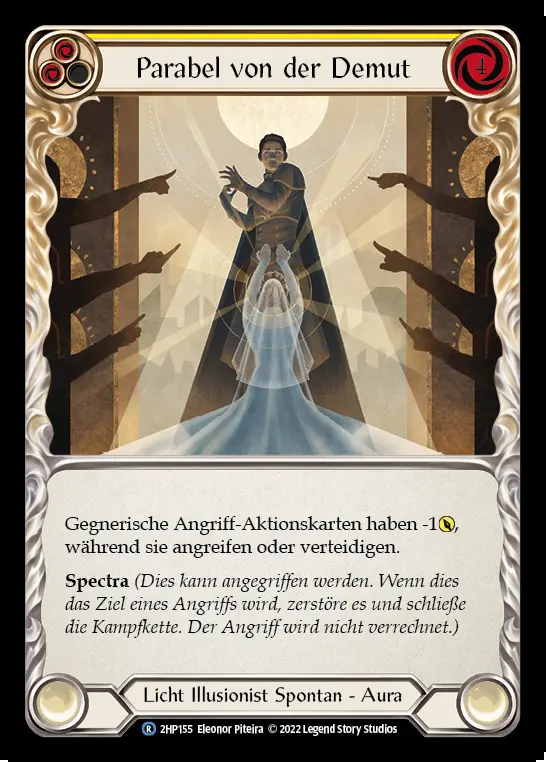 Parabel von der Demut
4
Gegnerische Angriff-Aktionskarten haben -1,
während sie angreifen oder verteidigen.
Spectra (Dies kann angegriffen werden. Wenn dies
das Ziel eines Angriffs wird, zerstöre es und schließe
die Kampfkette. Der Angriff wird nicht verrechnet.)
Licht Illusionist Spontan - Aura
R 2HP155 Eleonor Piteira © 2022 Legend Story Studios